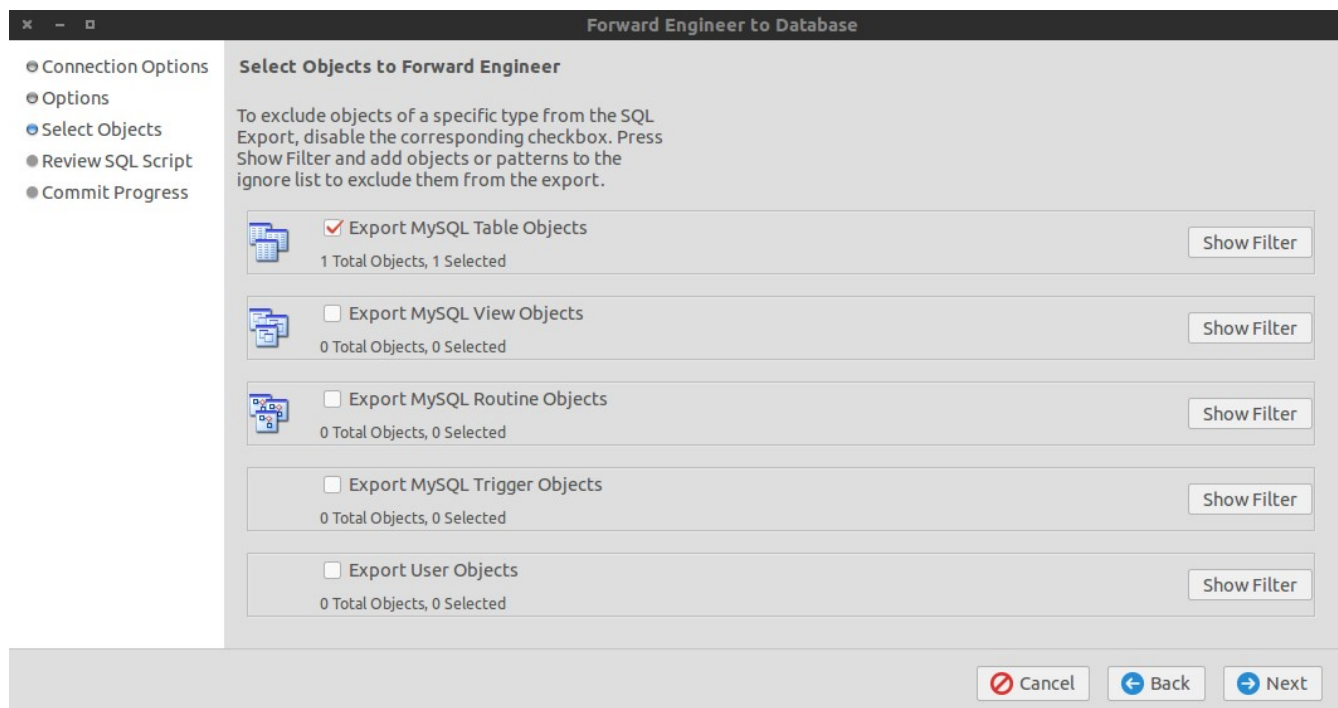 Forward Engineer to Database
Connection Options
Options
Select Objects
Review SQL Script
Commit Progress
Select Objects to Forward Engineer
To exclude objects of a specific type from the SQL
Export, disable the corresponding checkbox. Press
Show Filter and add objects or patterns to the
ignore list to exclude them from the export.
Export MySQL Table Objects
1 Total Objects, 1 Selected
Show Filter
Export MySQL View Objects
0 Total Objects, 0 Selected
Show Filter
Export MySQL Routine Objects
0 Total Objects, 0 Selected
Show Filter
Export MySQL Trigger Objects
0 Total Objects, 0 Selected
Show Filter
Export User Objects
0 Total Objects, 0 Selected
Show Filter
Cancel
Back
Next